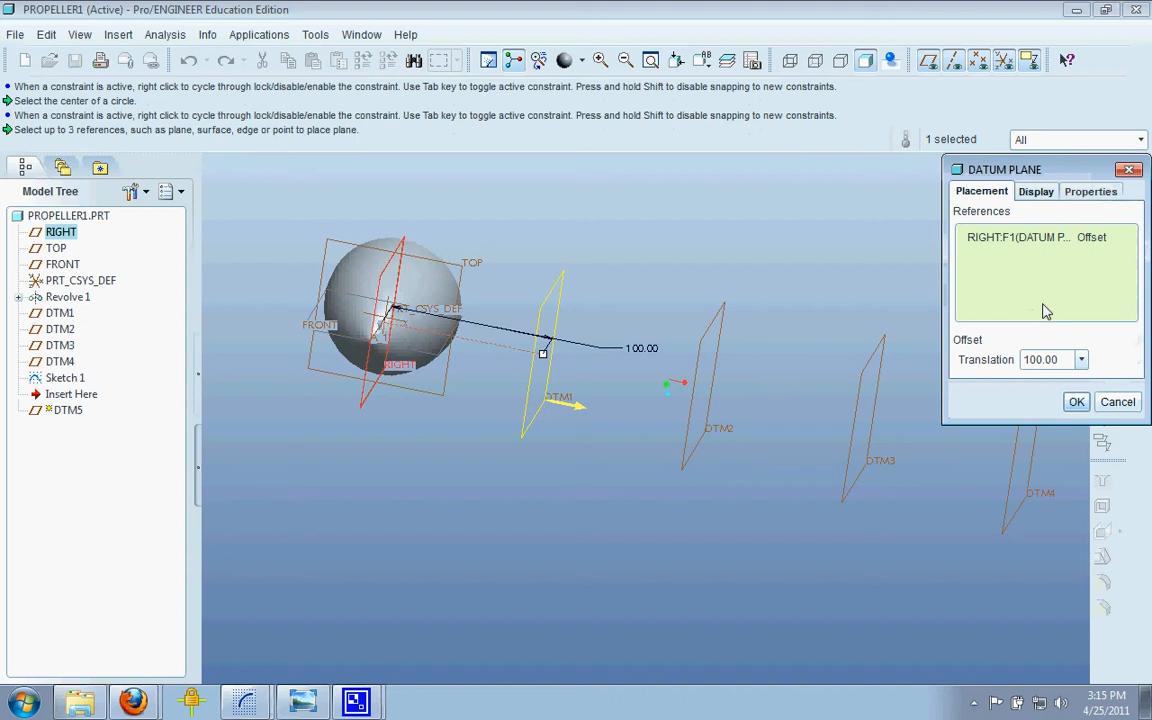 PROPELLER1 (Active) - Pro/ENGINEER Education Edition
File Edit View Insert Analysis Info Applications Tools Window Help
When a constraint is active, right click to cycle through lock/disable/enable the constraint. Use Tab key to toggle active constraint. Press and hold Shift to disable snapping to new constraints.
Select the center of a circle.
When a constraint is active, right click to cycle through lock/disable/enable the constraint. Use Tab key to toggle active constraint. Press and hold Shift to disable snapping to new constraints.
Select up to 3 references, such as plane, surface, edge or point to place plane.
1 selected
All
Model Tree
PROPELLER1.PRT
RIGHT
TOP
FRONT
PRT_CSYS_DEF
Revolve 1
DTM1
DTM2
DTM3
DTM4
Sketch 1
Insert Here
DTM5
TOP
PRT_CSYS_DEF
FRONT
A_1
RIGHT
100.00
DTM1
DTM2
DTM3
DTM4
DATUM PLANE
Placement Display Properties
References
RIGHT:F1(DATUM P... Offset
Offset
Translation 100.00
OK Cancel
3:15 PM
4/25/2011